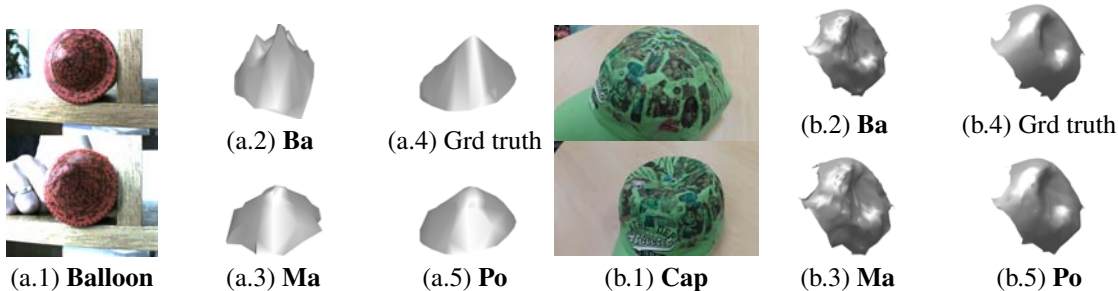 (a.2) Ba
(a.4) Grd truth
(b.2) Ba
(b.4) Grd truth
(a.1) Balloon
(a.3) Ma
(a.5) Po
(b.1) Cap
(b.3) Ma
(b.5) Po